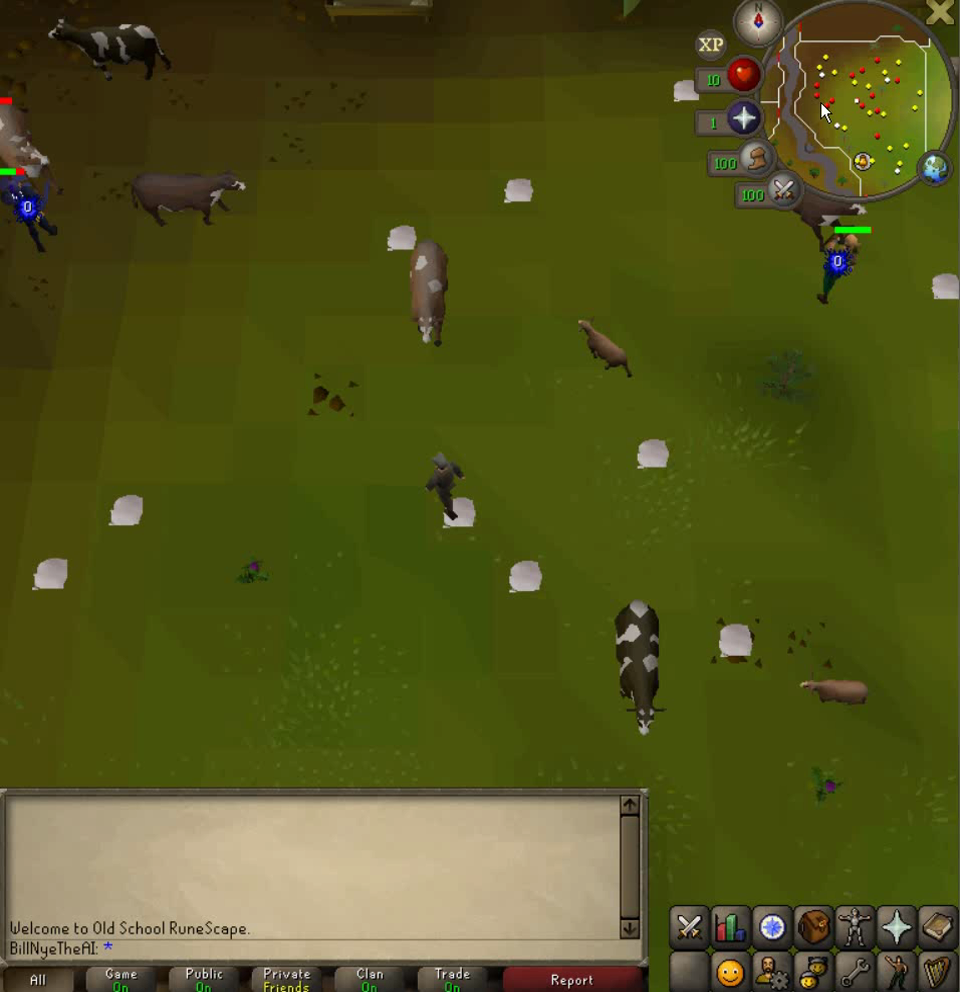 N
XP
10
1
100
100
0
0
Welcome to Old School RuneScape.
BillNyeTheAI: *
All
Game
On
Public
On
Private
Friends
Clan
On
Trade
On
Report